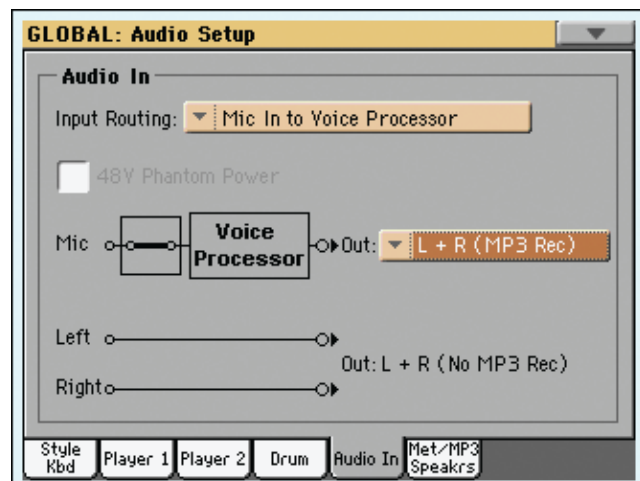 GLOBAL: Audio Setup
Audio In
Input Routing: Mic In to Voice Processor
48V Phantom Power
Mic Voice Processor Out: L + R (MP3 Rec)
Left
Out: L + R (No MP3 Rec)
Right
Style Kbd Player 1 Player 2 Drum Audio In Met/MP3 Speakrs